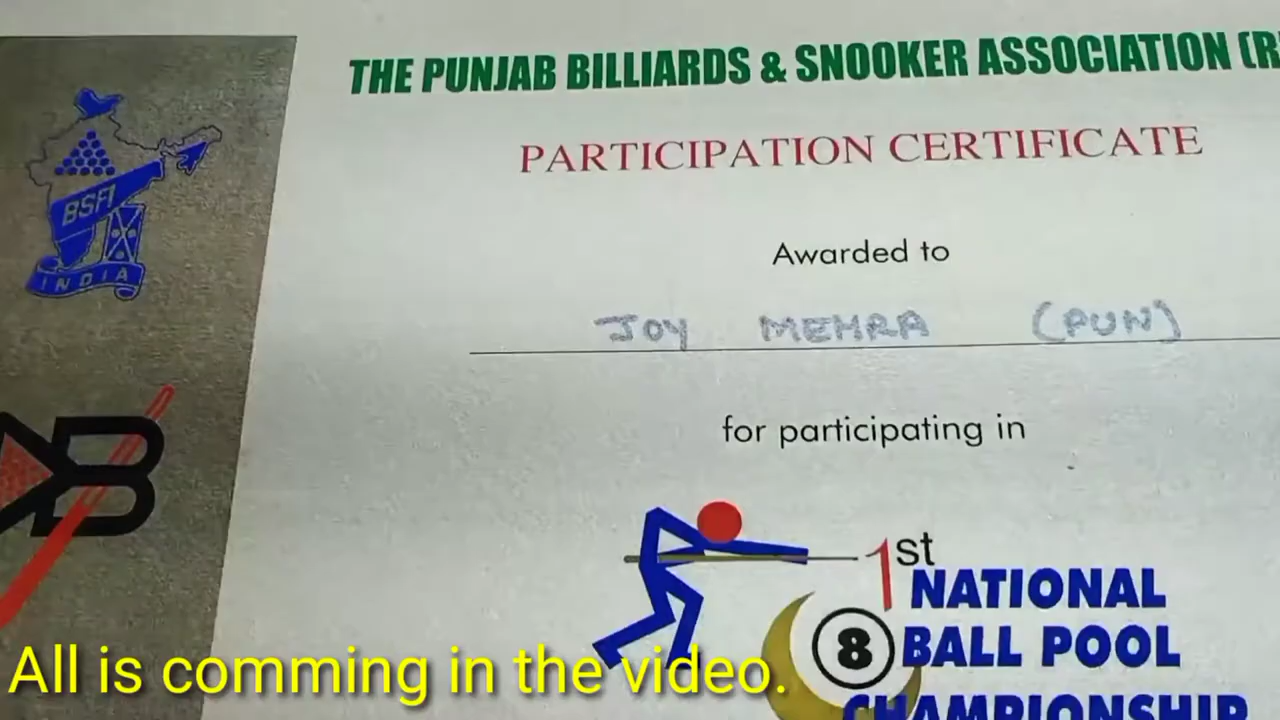 THE PUNJAB BILLIARDS & SNOOKER ASSOCIATION (R
PARTICIPATION CERTIFICATE
BSFI
INDIA
Awarded to
JOY MEHRA (PUN)
for participating in
B
1st
NATIONAL
8 BALL POOL
CHAMPIONSHIP
All is comming in the video.